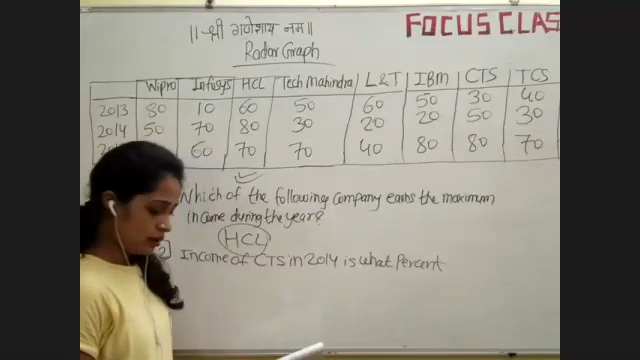 ||श्री गणेशाय नमः||
FOCUS CLAS
Radar Graph
Wipro Infosys HCL Tech Mahindra L&T IBM CTS TCS
2013 80 10 60 50 60 50 30 40
2014 50 70 80 30 20 20 50 30
60 70 70 40 80 80 70
Which of the following Company earns the maximum
income during the year?
HCL
2 Income of CTS in 2014 is what Percent